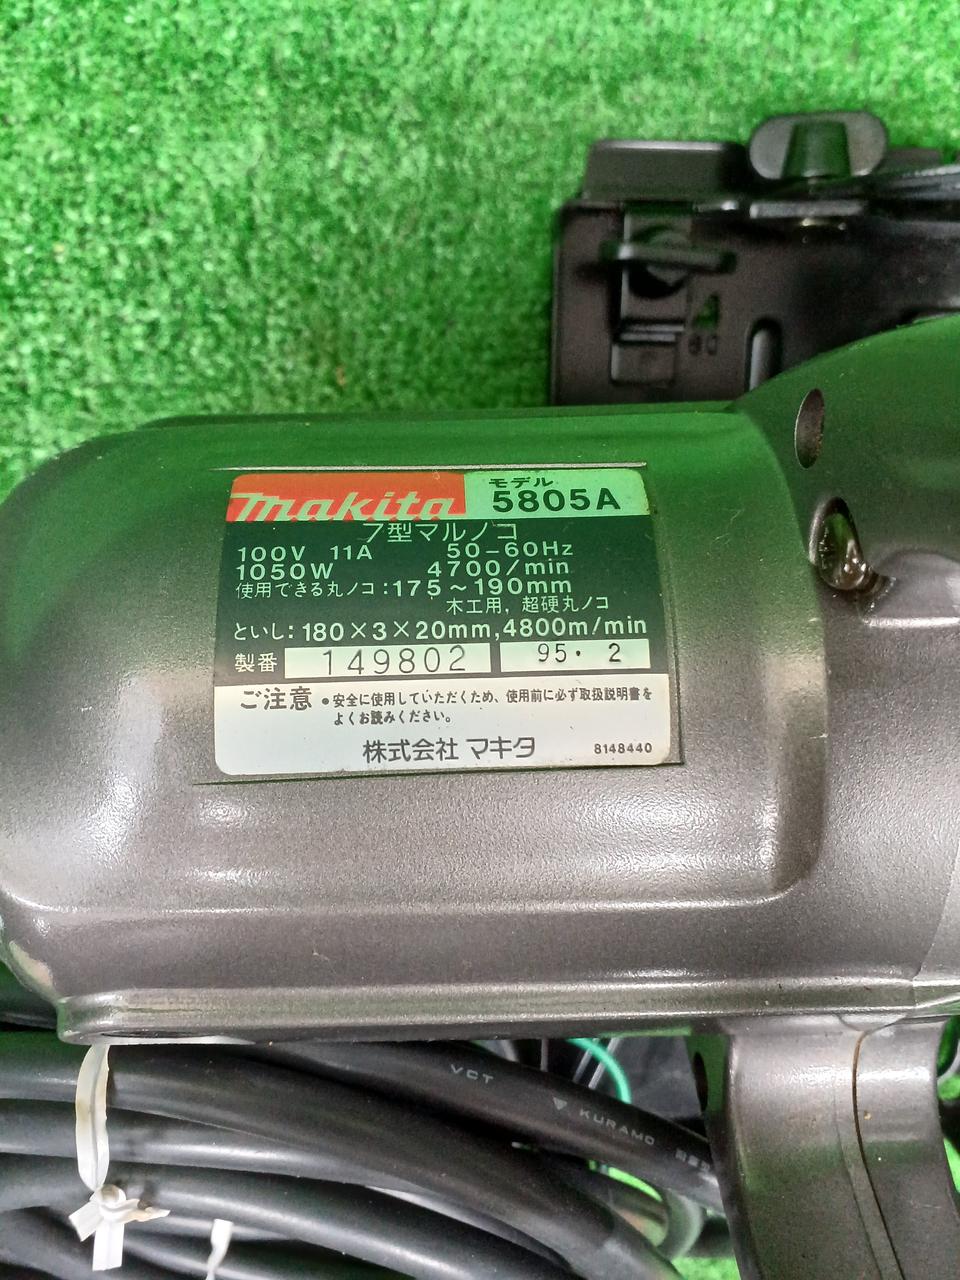 makita
モデル
5805A
7型マルノコ
100V 11A 50-60Hz
1050W 4700/min
使用できる丸ノコ:175~190mm
木工用, 超硬丸ノコ
といし:180×3×20mm,4800m/min
製番 149802 95. 2
ご注意 ●安全に使用していただくため、使用前に必ず取扱説明書を
よくお読みください。
株式会社 マキタ 8148440
VCT
KURAMO